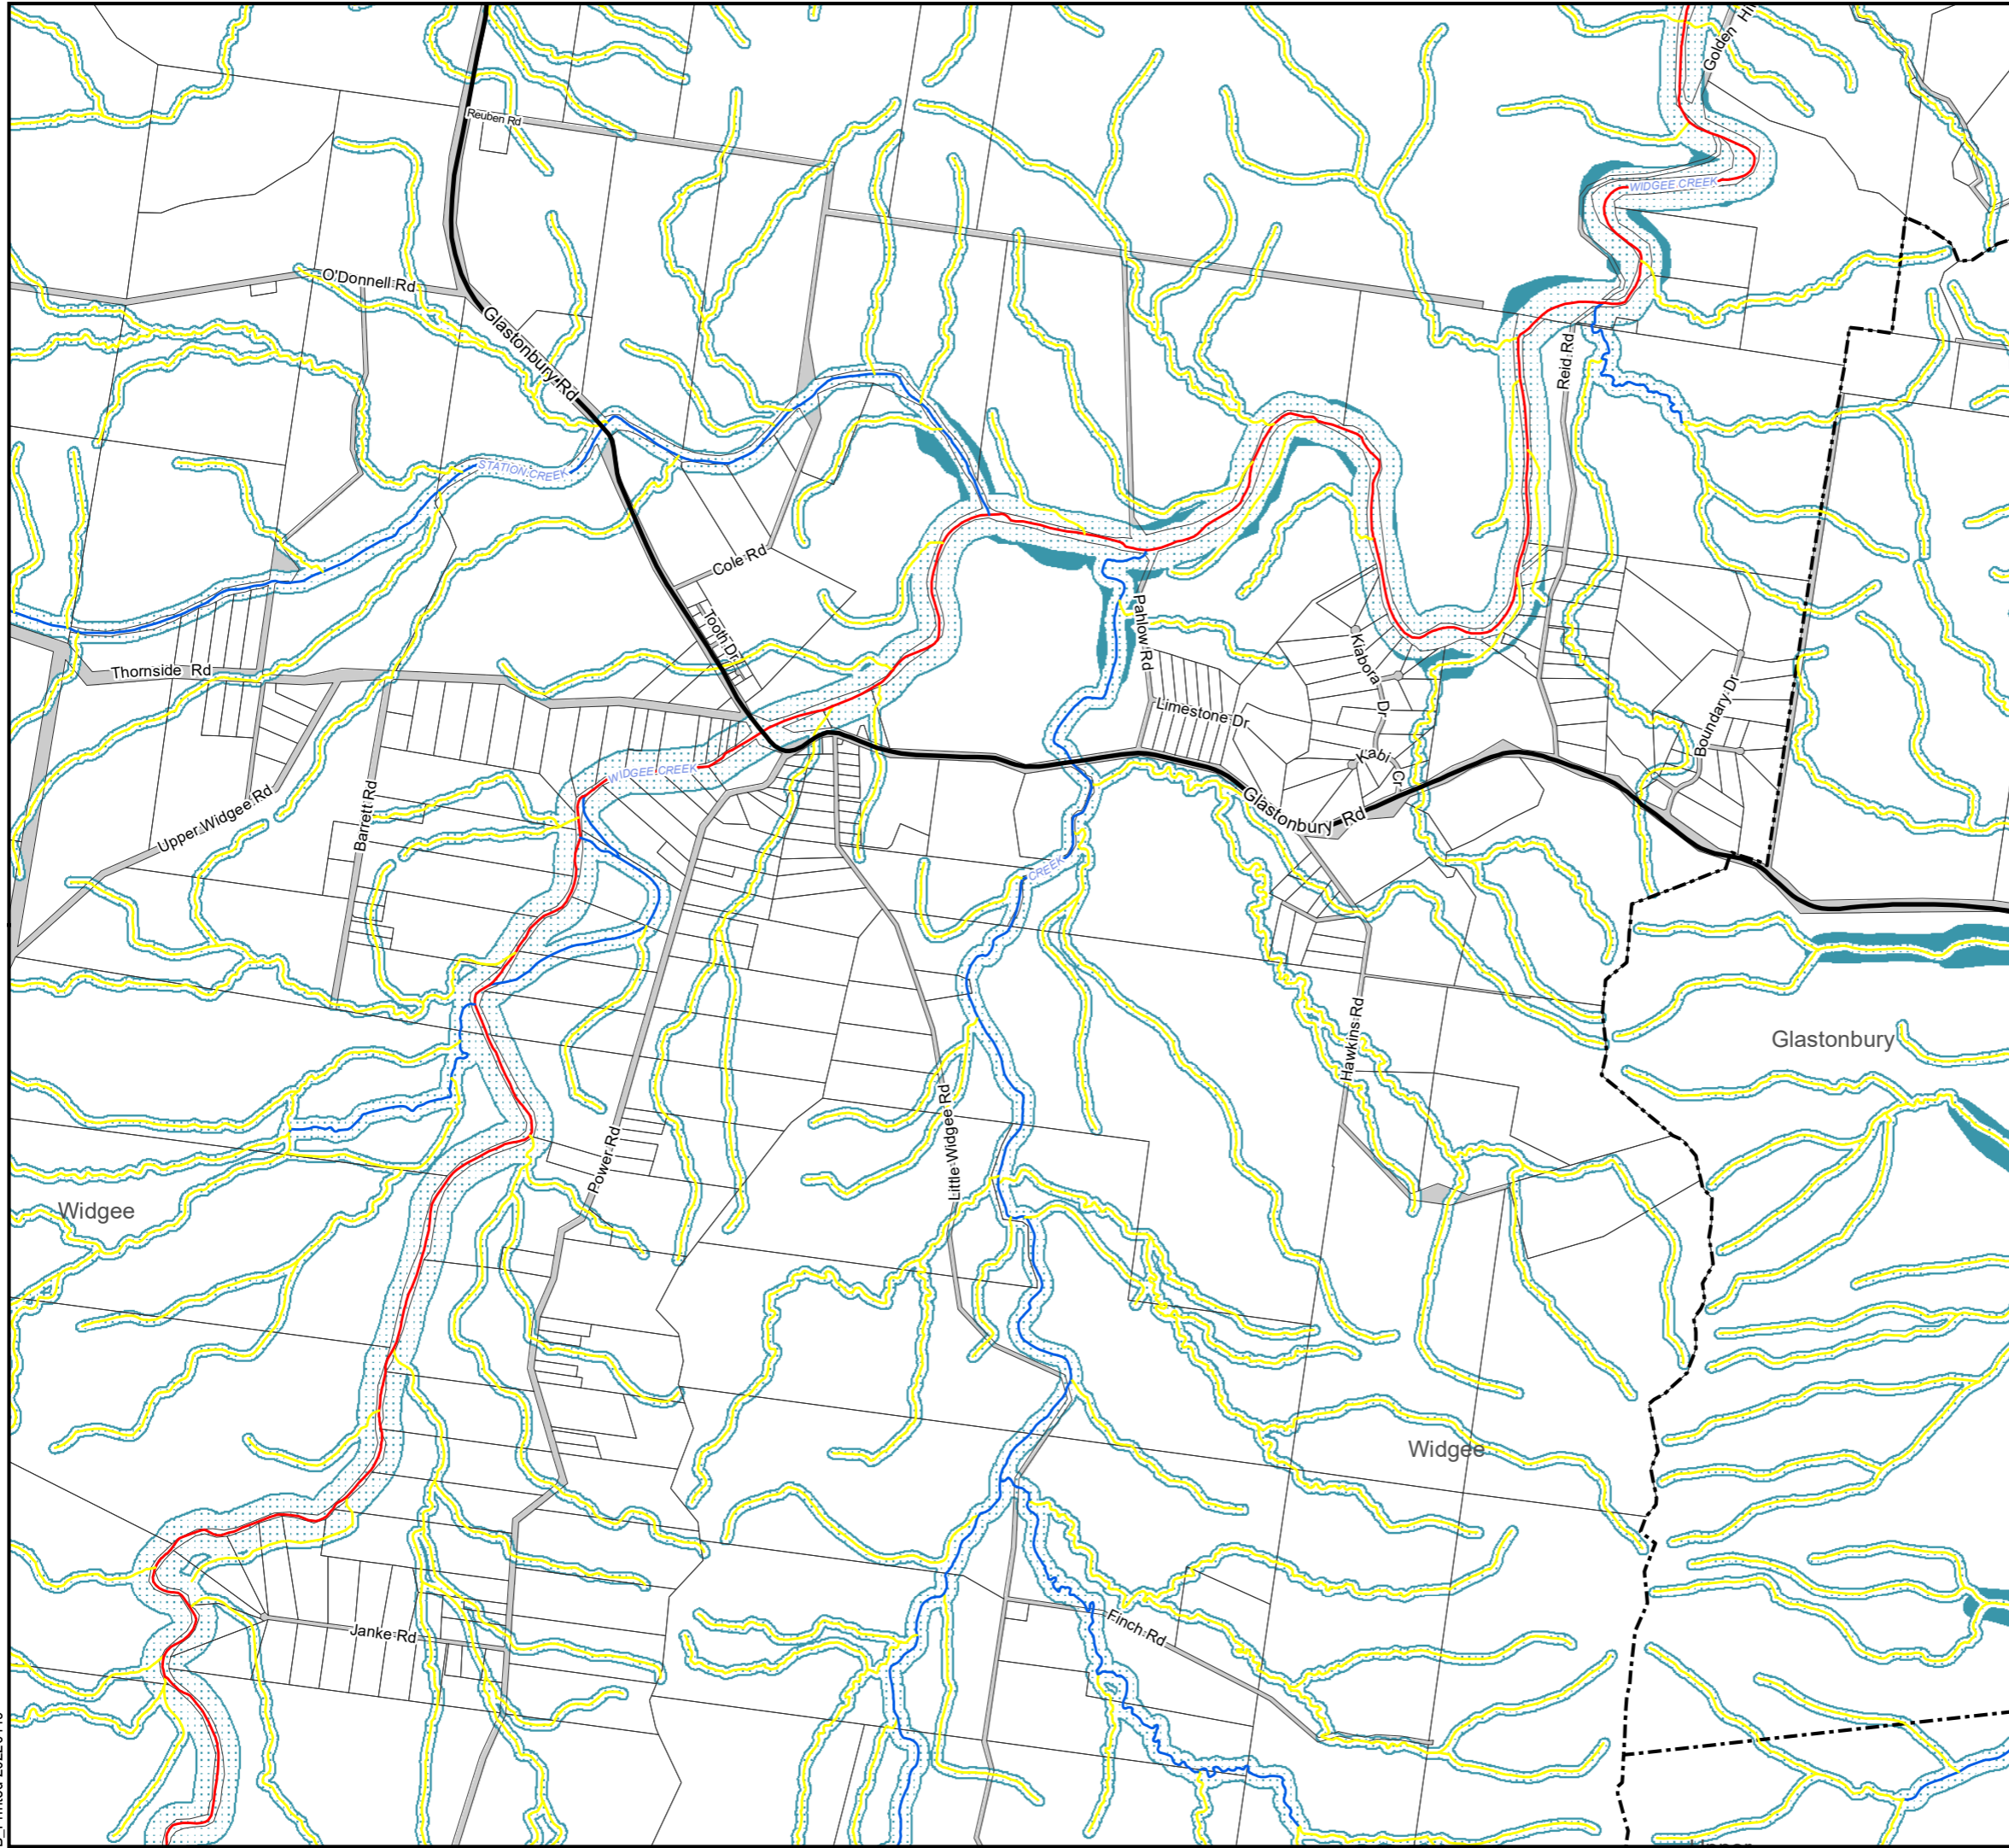 Golden
Reuben Rd
WIDGEE CREEK
O'Donnell Rd
Glastonbury Rd
Reid Rd
STATION CREEK
Cole Rd
Tooth Dr
Pahlow Rd
Klabora Dr
Thornside Rd
Limestone Dr
Boundary Dr
Kabi Cr
WIDGEE CREEK
Upper Widgee Rd
Barrett Rd
Glastonbury Rd
CREEK
Hawkins Rd
Glastonbury
Little Widgee Rd
Power Rd
Widgee
Widgee
Finch Rd
Janke Rd